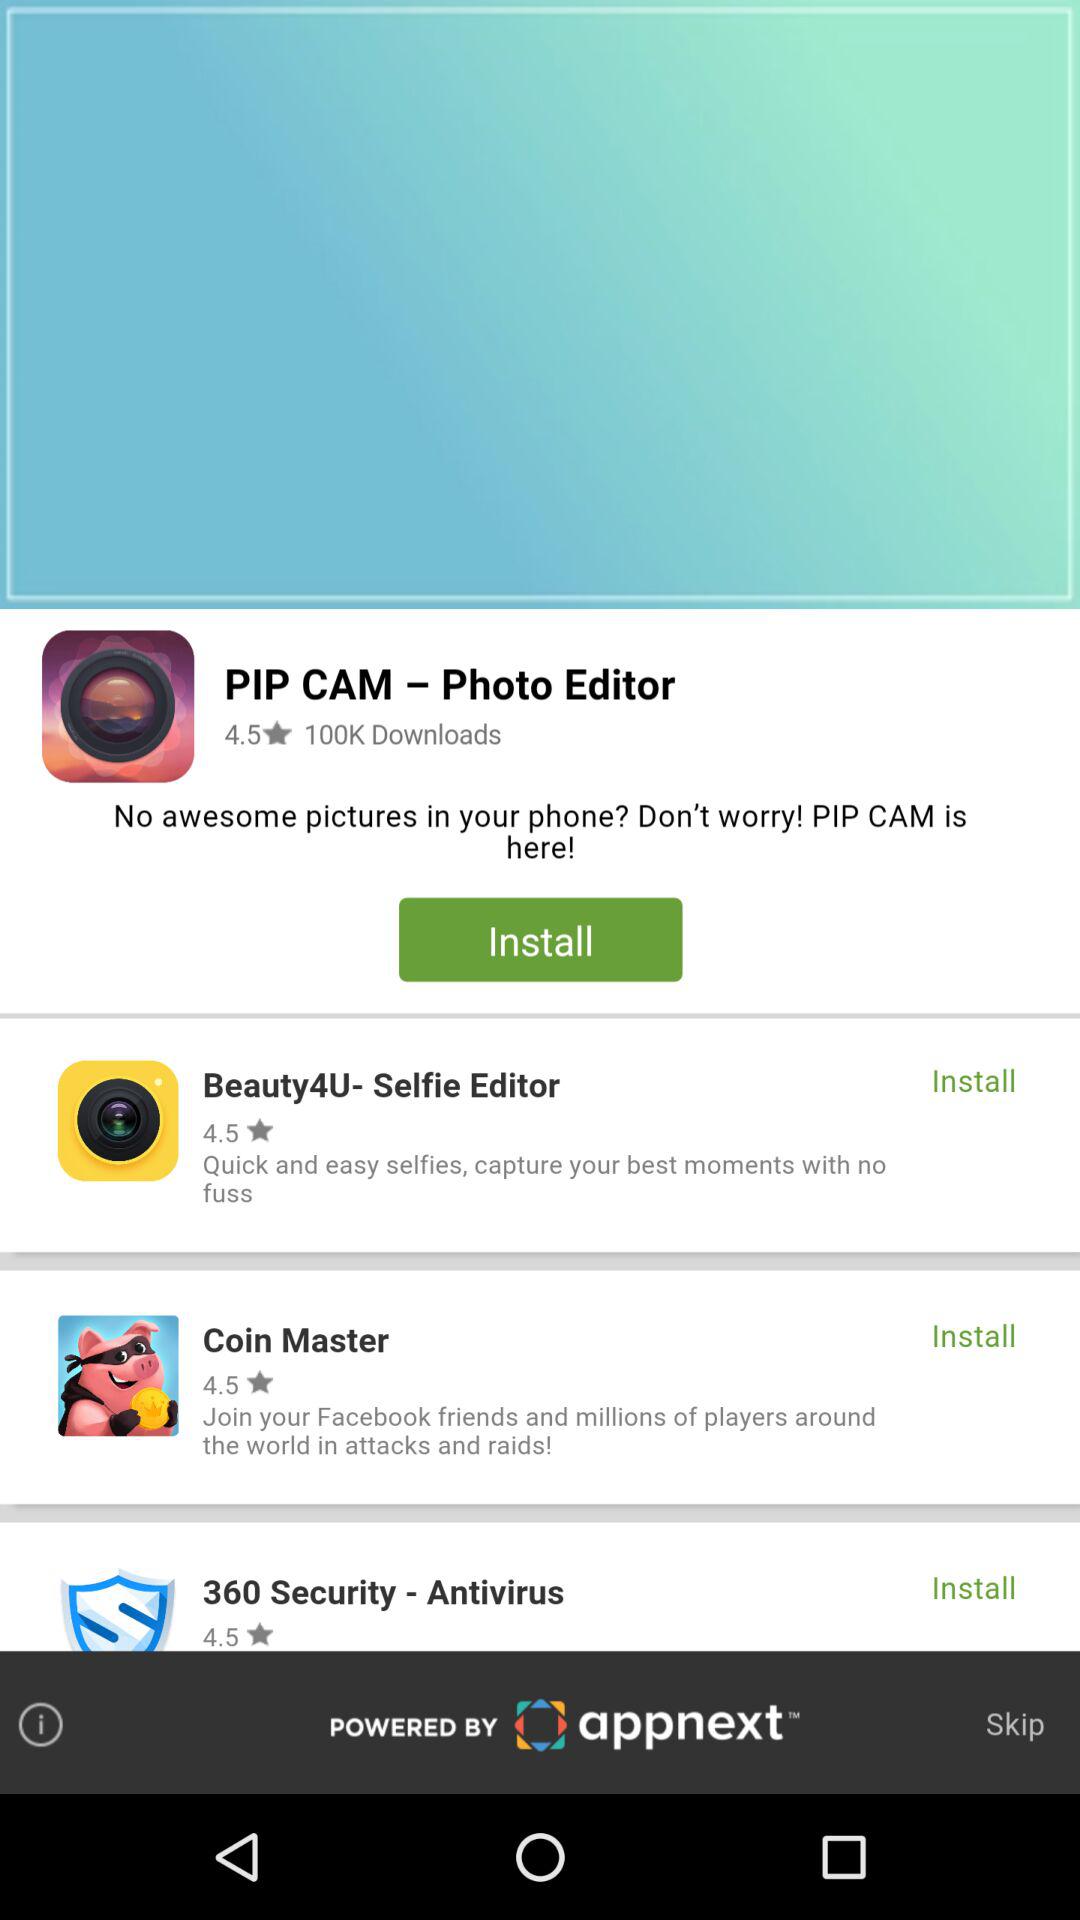 PIP CAM – Photo Editor
4.5★ 100K Downloads
No awesome pictures in your phone? Don’t worry! PIP CAM is
here!
Install
Beauty4U- Selfie Editor
Install
4.5 ★
Quick and easy selfies, capture your best moments with no
fuss
Coin Master
Install
4.5 ★
Join your Facebook friends and millions of players around
the world in attacks and raids!
360 Security - Antivirus
Install
4.5 ★
POWERED BY appnext™
Skip